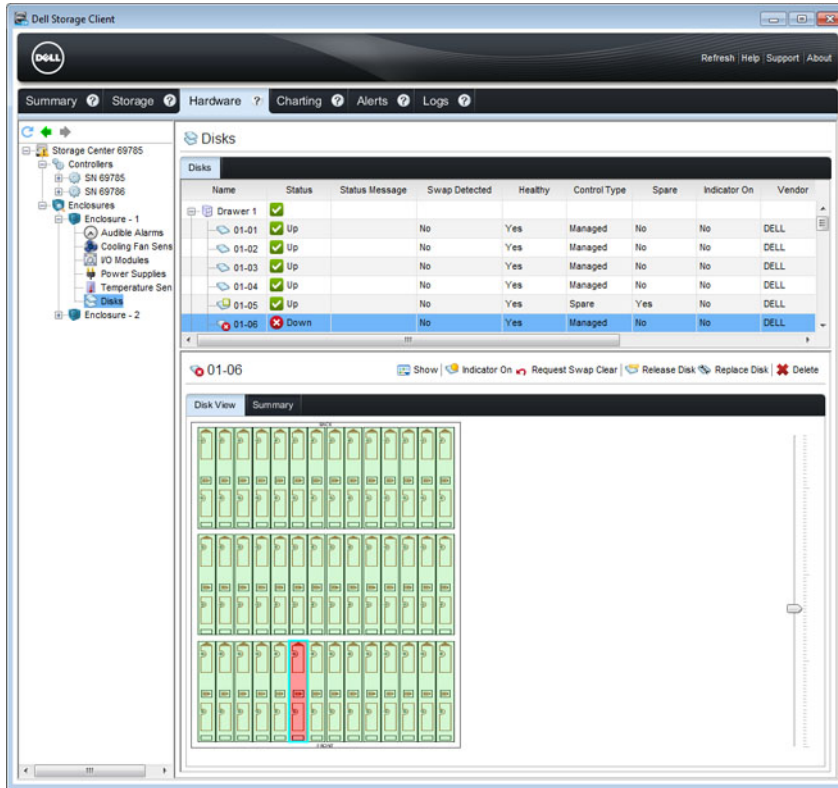 Dell Storage Client
DELL
Refresh | Help | Support | About
Summary ? Storage ? Hardware ? Charting ? Alerts ? Logs ?
Storage Center 69785
Controllers
SN 69785
SN 69786
Enclosures
Enclosure - 1
Audible Alarms
Cooling Fan Sens
I/O Modules
Power Supplies
Temperature Sen
Disks
Enclosure - 2
Disks
Disks
Name Status Status Message Swap Detected Healthy Control Type Spare Indicator On Vendor
Drawer 1
01-01 Up No Yes Managed No No DELL
01-02 Up No Yes Managed No No DELL
01-03 Up No Yes Managed No No DELL
01-04 Up No Yes Managed No No DELL
01-05 Up No Yes Spare Yes No DELL
01-06 Down No Yes Managed No No DELL
01-06
Show | Indicator On Request Swap Clear | Release Disk Replace Disk | Delete
Disk View Summary
BACK
FRONT